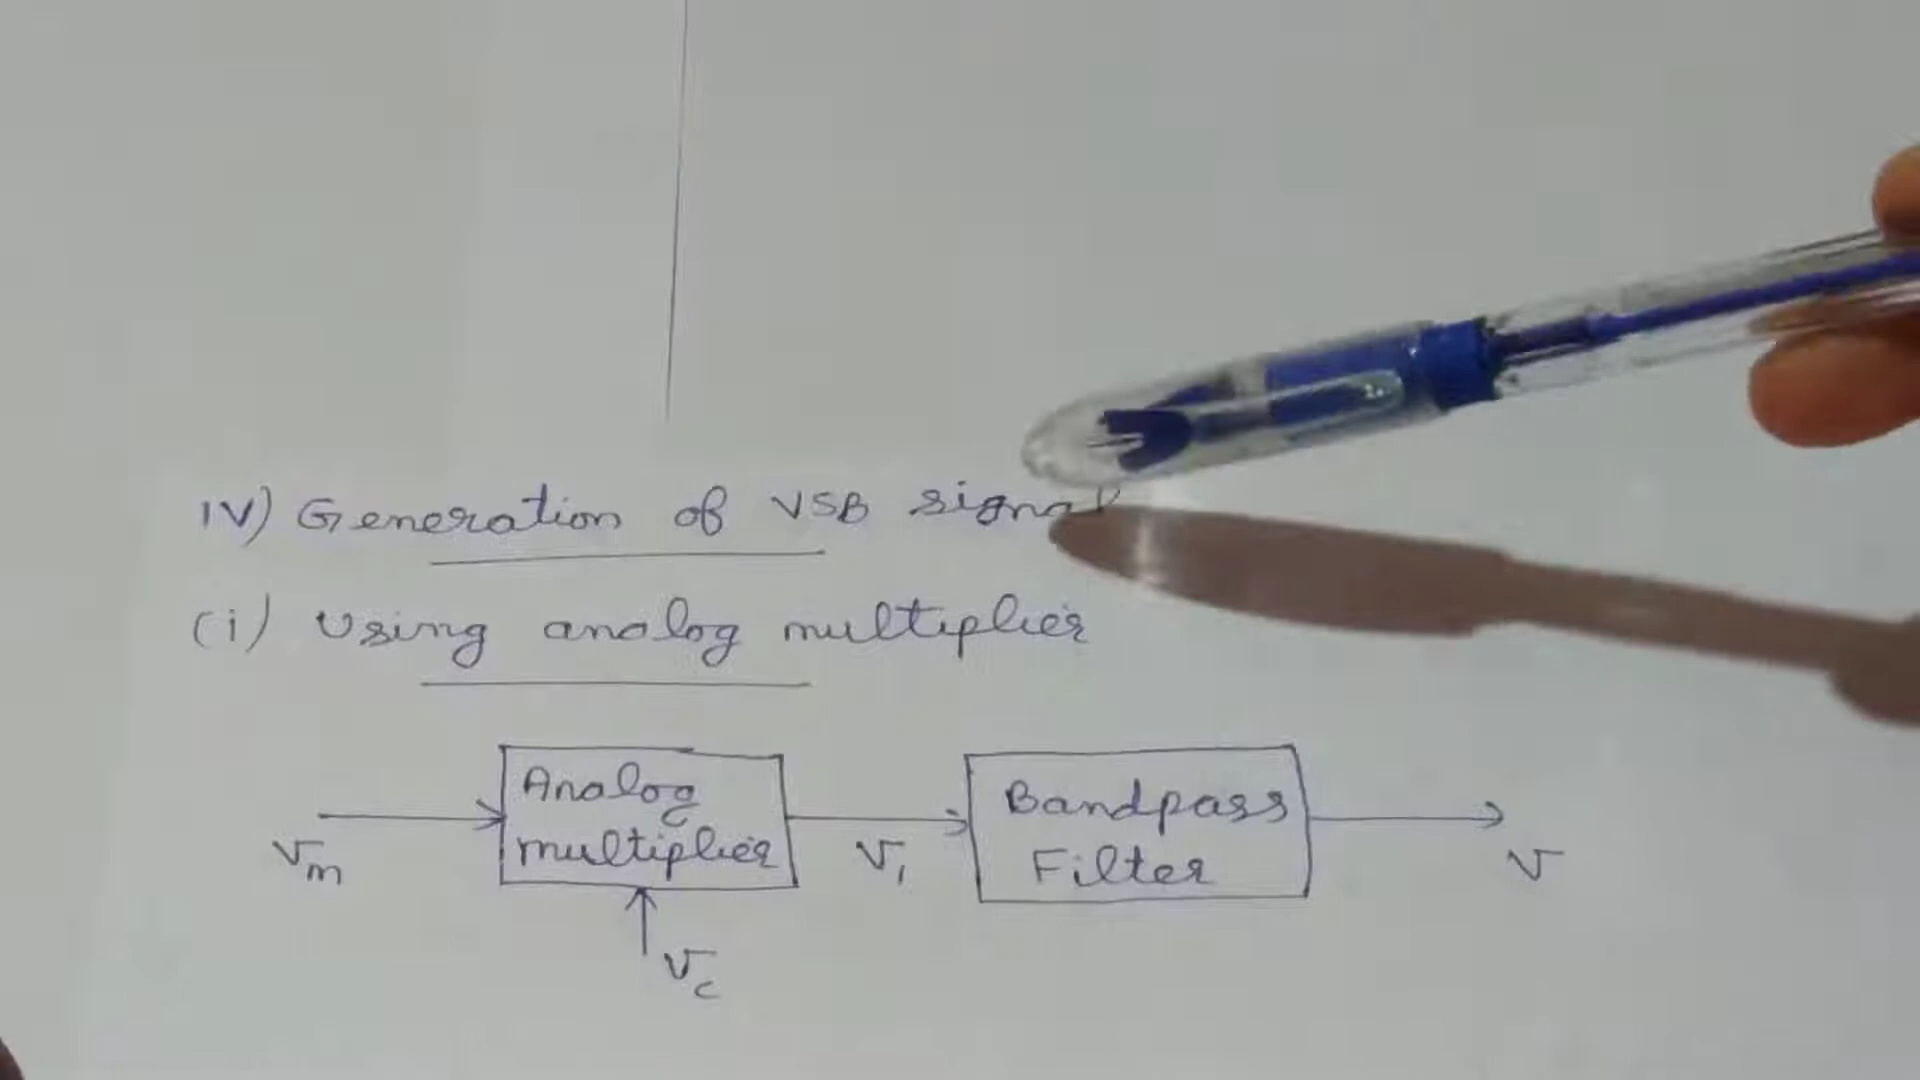 IV) Generation of VSB signal
(i) Using analog multiplier
Analog
multiplier
Bandpass
Filter
Vm
V1
V
Vc